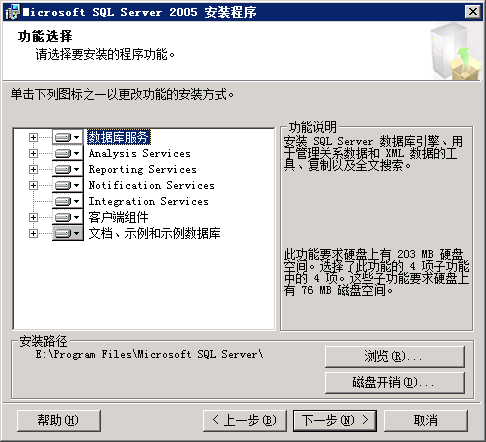 Microsoft SQL Server 2005 安装程序
功能选择
请选择要安装的程序功能。
单击下列图标之一以更改功能的安装方式。
数据库服务
Analysis Services
Reporting Services
Notification Services
Integration Services
客户端组件
文档、示例和示例数据库
功能说明
安装 SQL Server 数据库引擎、用
于管理关系数据和 XML 数据的工
具、复制以及全文搜索。
此功能要求硬盘上有 203 MB 硬盘
空间。选择了此功能的 4 项子功能
中的 4 项。这些子功能要求硬盘上
有 76 MB 磁盘空间。
安装路径
E:\Program Files\Microsoft SQL Server\
浏览(R)...
磁盘开销(D)...
帮助(H)
< 上一步(B)
下一步(N) >
取消